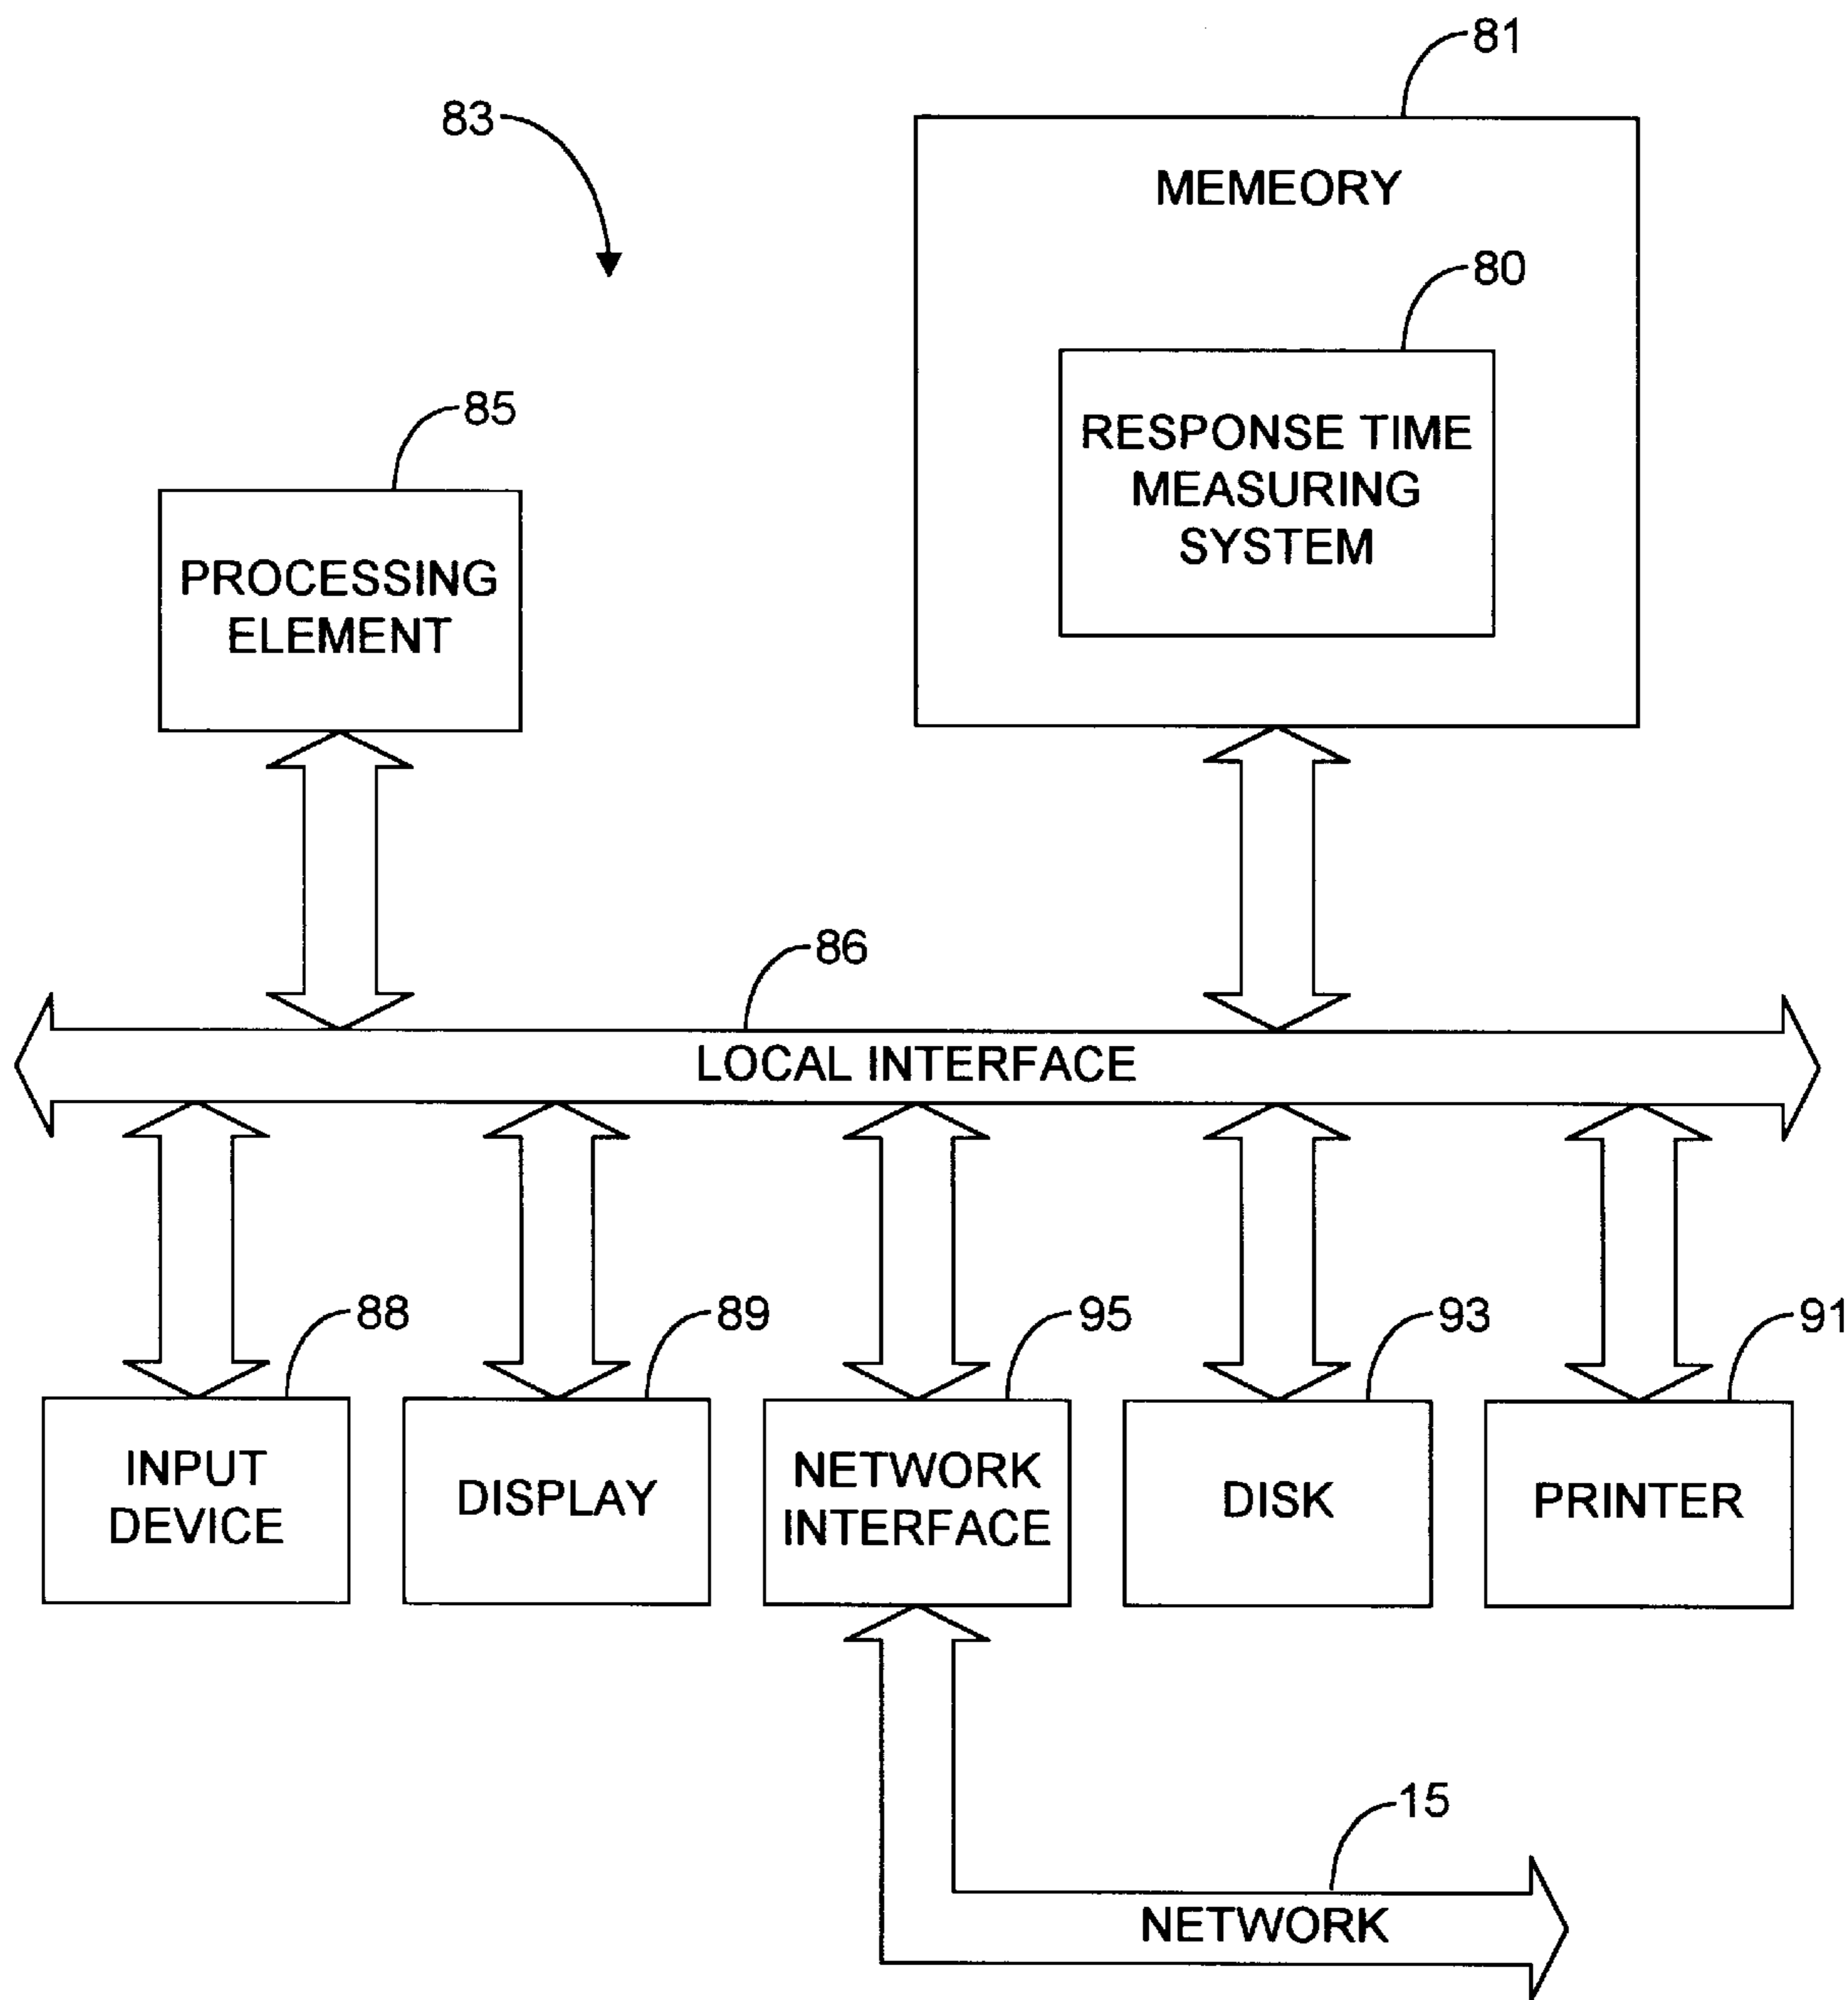 81
83
MEMEORY
80
85
RESPONSE TIME
MEASURING
SYSTEM
PROCESSING
ELEMENT
86
LOCAL INTERFACE
88
89
95
93
91
INPUT
DEVICE
DISPLAY
NETWORK
INTERFACE
DISK
PRINTER
15
NETWORK